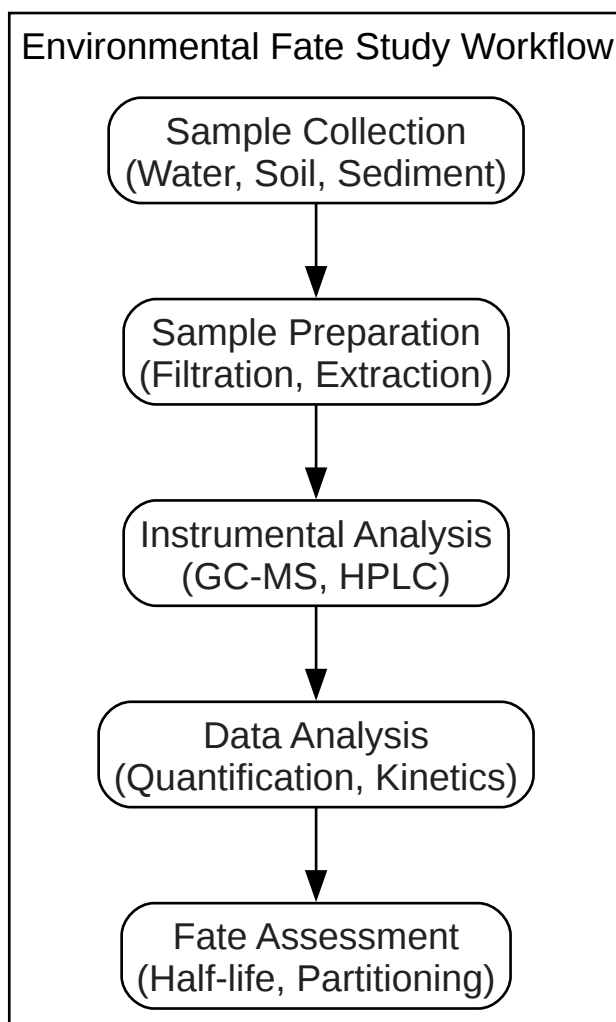 Environmental Fate Study Workflow
Sample Collection
(Water, Soil, Sediment)
Sample Preparation
(Filtration, Extraction)
Instrumental Analysis
(GC-MS, HPLC)
Data Analysis
(Quantification, Kinetics)
Fate Assessment
(Half-life, Partitioning)